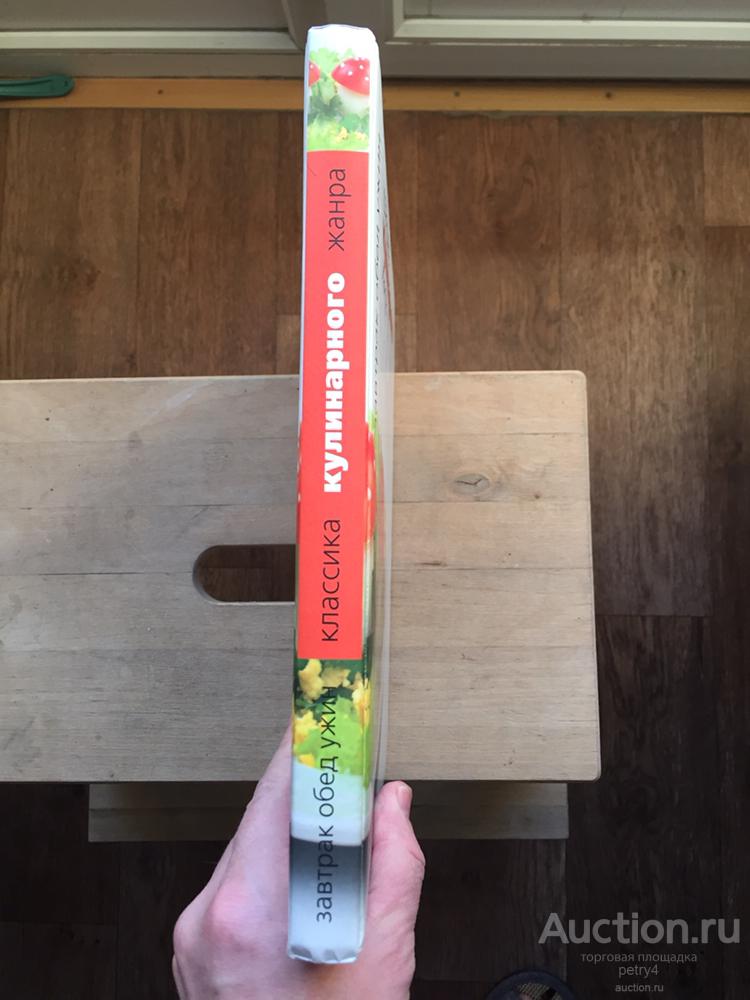 завтрак обед ужин классика кулинарного жанра
Auction.ru
торговая площадка
petry4
auction.ru